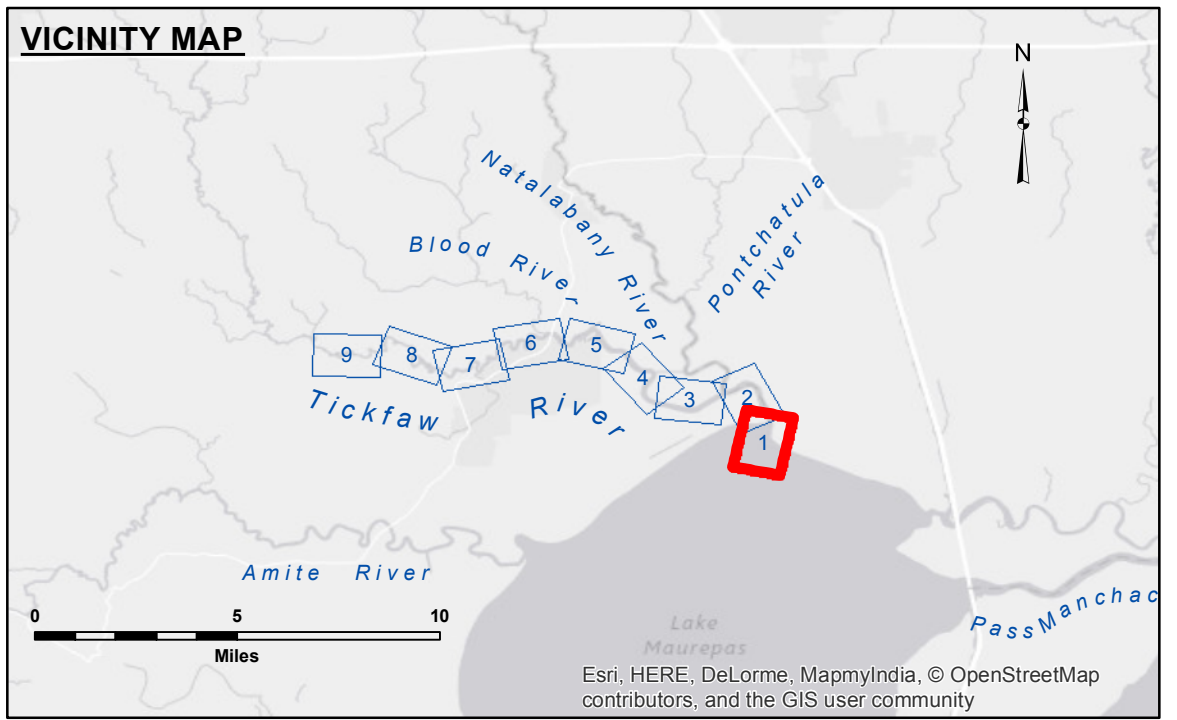 VICINITY MAP
N
Natalabany River
Pontchatula
River
Blood River
9
8
7
6
5
4
3
2
1
Tickfaw River
Amite River
0 5 10
Miles
Pass Manchac
Lake
Maurepas
Esri, HERE, DeLorme, MapmyIndia, © OpenStreetMap
contributors, and the GIS user community